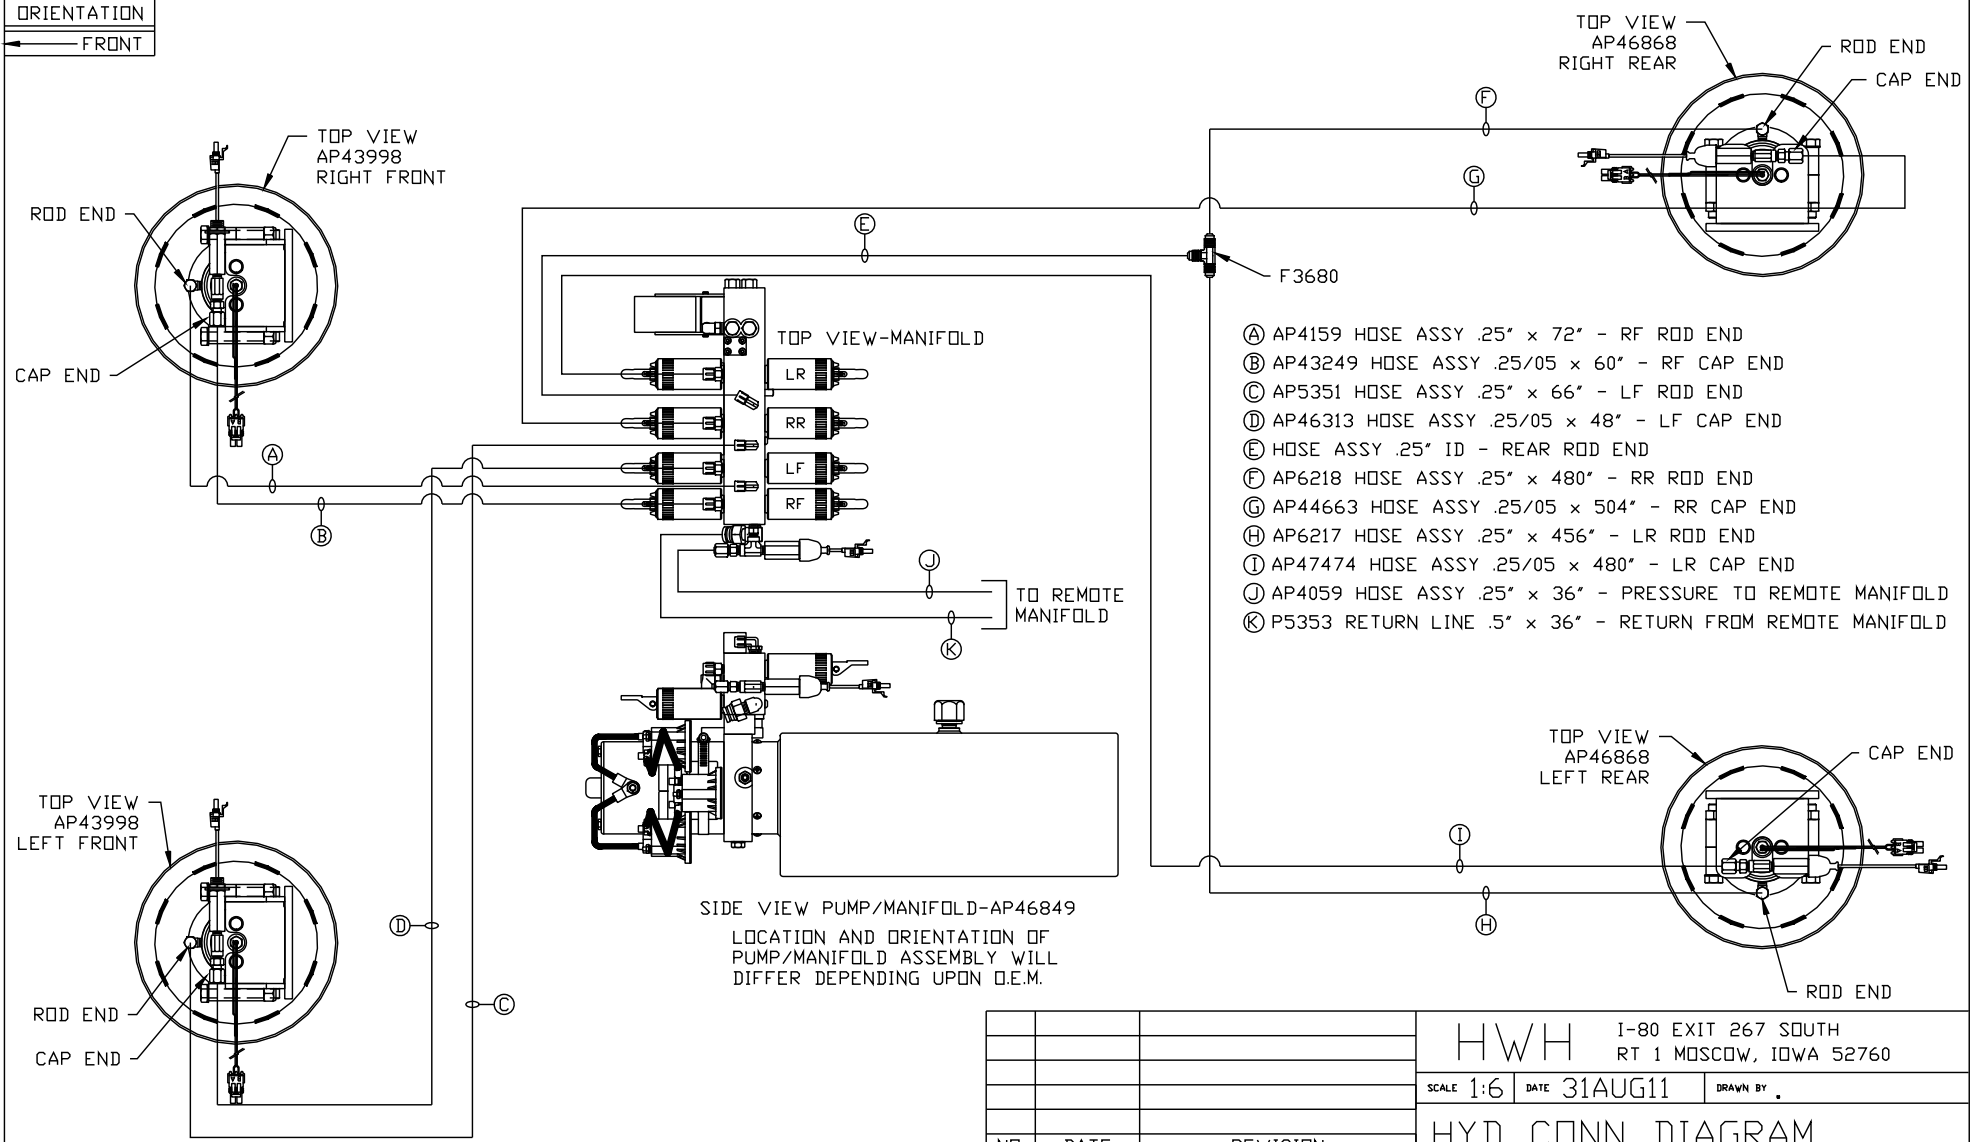 ORIENTATION
FRONT
TOP VIEW
AP43998
RIGHT FRONT
ROD END
CAP END
A
B
TOP VIEW
AP46868
RIGHT REAR
ROD END
CAP END
F
G
E
F3680
TOP VIEW-MANIFOLD
LR
RR
LF
RF
J
TO REMOTE
MANIFOLD
K
A AP4159 HOSE ASSY .25" x 72" - RF ROD END
B AP43249 HOSE ASSY .25/05 x 60" - RF CAP END
C AP5351 HOSE ASSY .25" x 66" - LF ROD END
D AP46313 HOSE ASSY .25/05 x 48" - LF CAP END
E HOSE ASSY .25" ID - REAR ROD END
F AP6218 HOSE ASSY .25" x 480" - RR ROD END
G AP44663 HOSE ASSY .25/05 x 504" - RR CAP END
H AP6217 HOSE ASSY .25" x 456" - LR ROD END
I AP47474 HOSE ASSY .25/05 x 480" - LR CAP END
J AP4059 HOSE ASSY .25" x 36" - PRESSURE TO REMOTE MANIFOLD
K P5353 RETURN LINE .5" x 36" - RETURN FROM REMOTE MANIFOLD
TOP VIEW
AP43998
LEFT FRONT
ROD END
CAP END
D
C
SIDE VIEW PUMP/MANIFOLD-AP46849
LOCATION AND ORIENTATION OF
PUMP/MANIFOLD ASSEMBLY WILL
DIFFER DEPENDING UPON O.E.M.
TOP VIEW
AP46868
LEFT REAR
CAP END
I
H
ROD END
HWH
I-80 EXIT 267 SOUTH
RT 1 MOSCOW, IOWA 52760
SCALE 1:6 DATE 31AUG11 DRAWN BY .
NO DATE REVISION
HYD CONN DIAGRAM